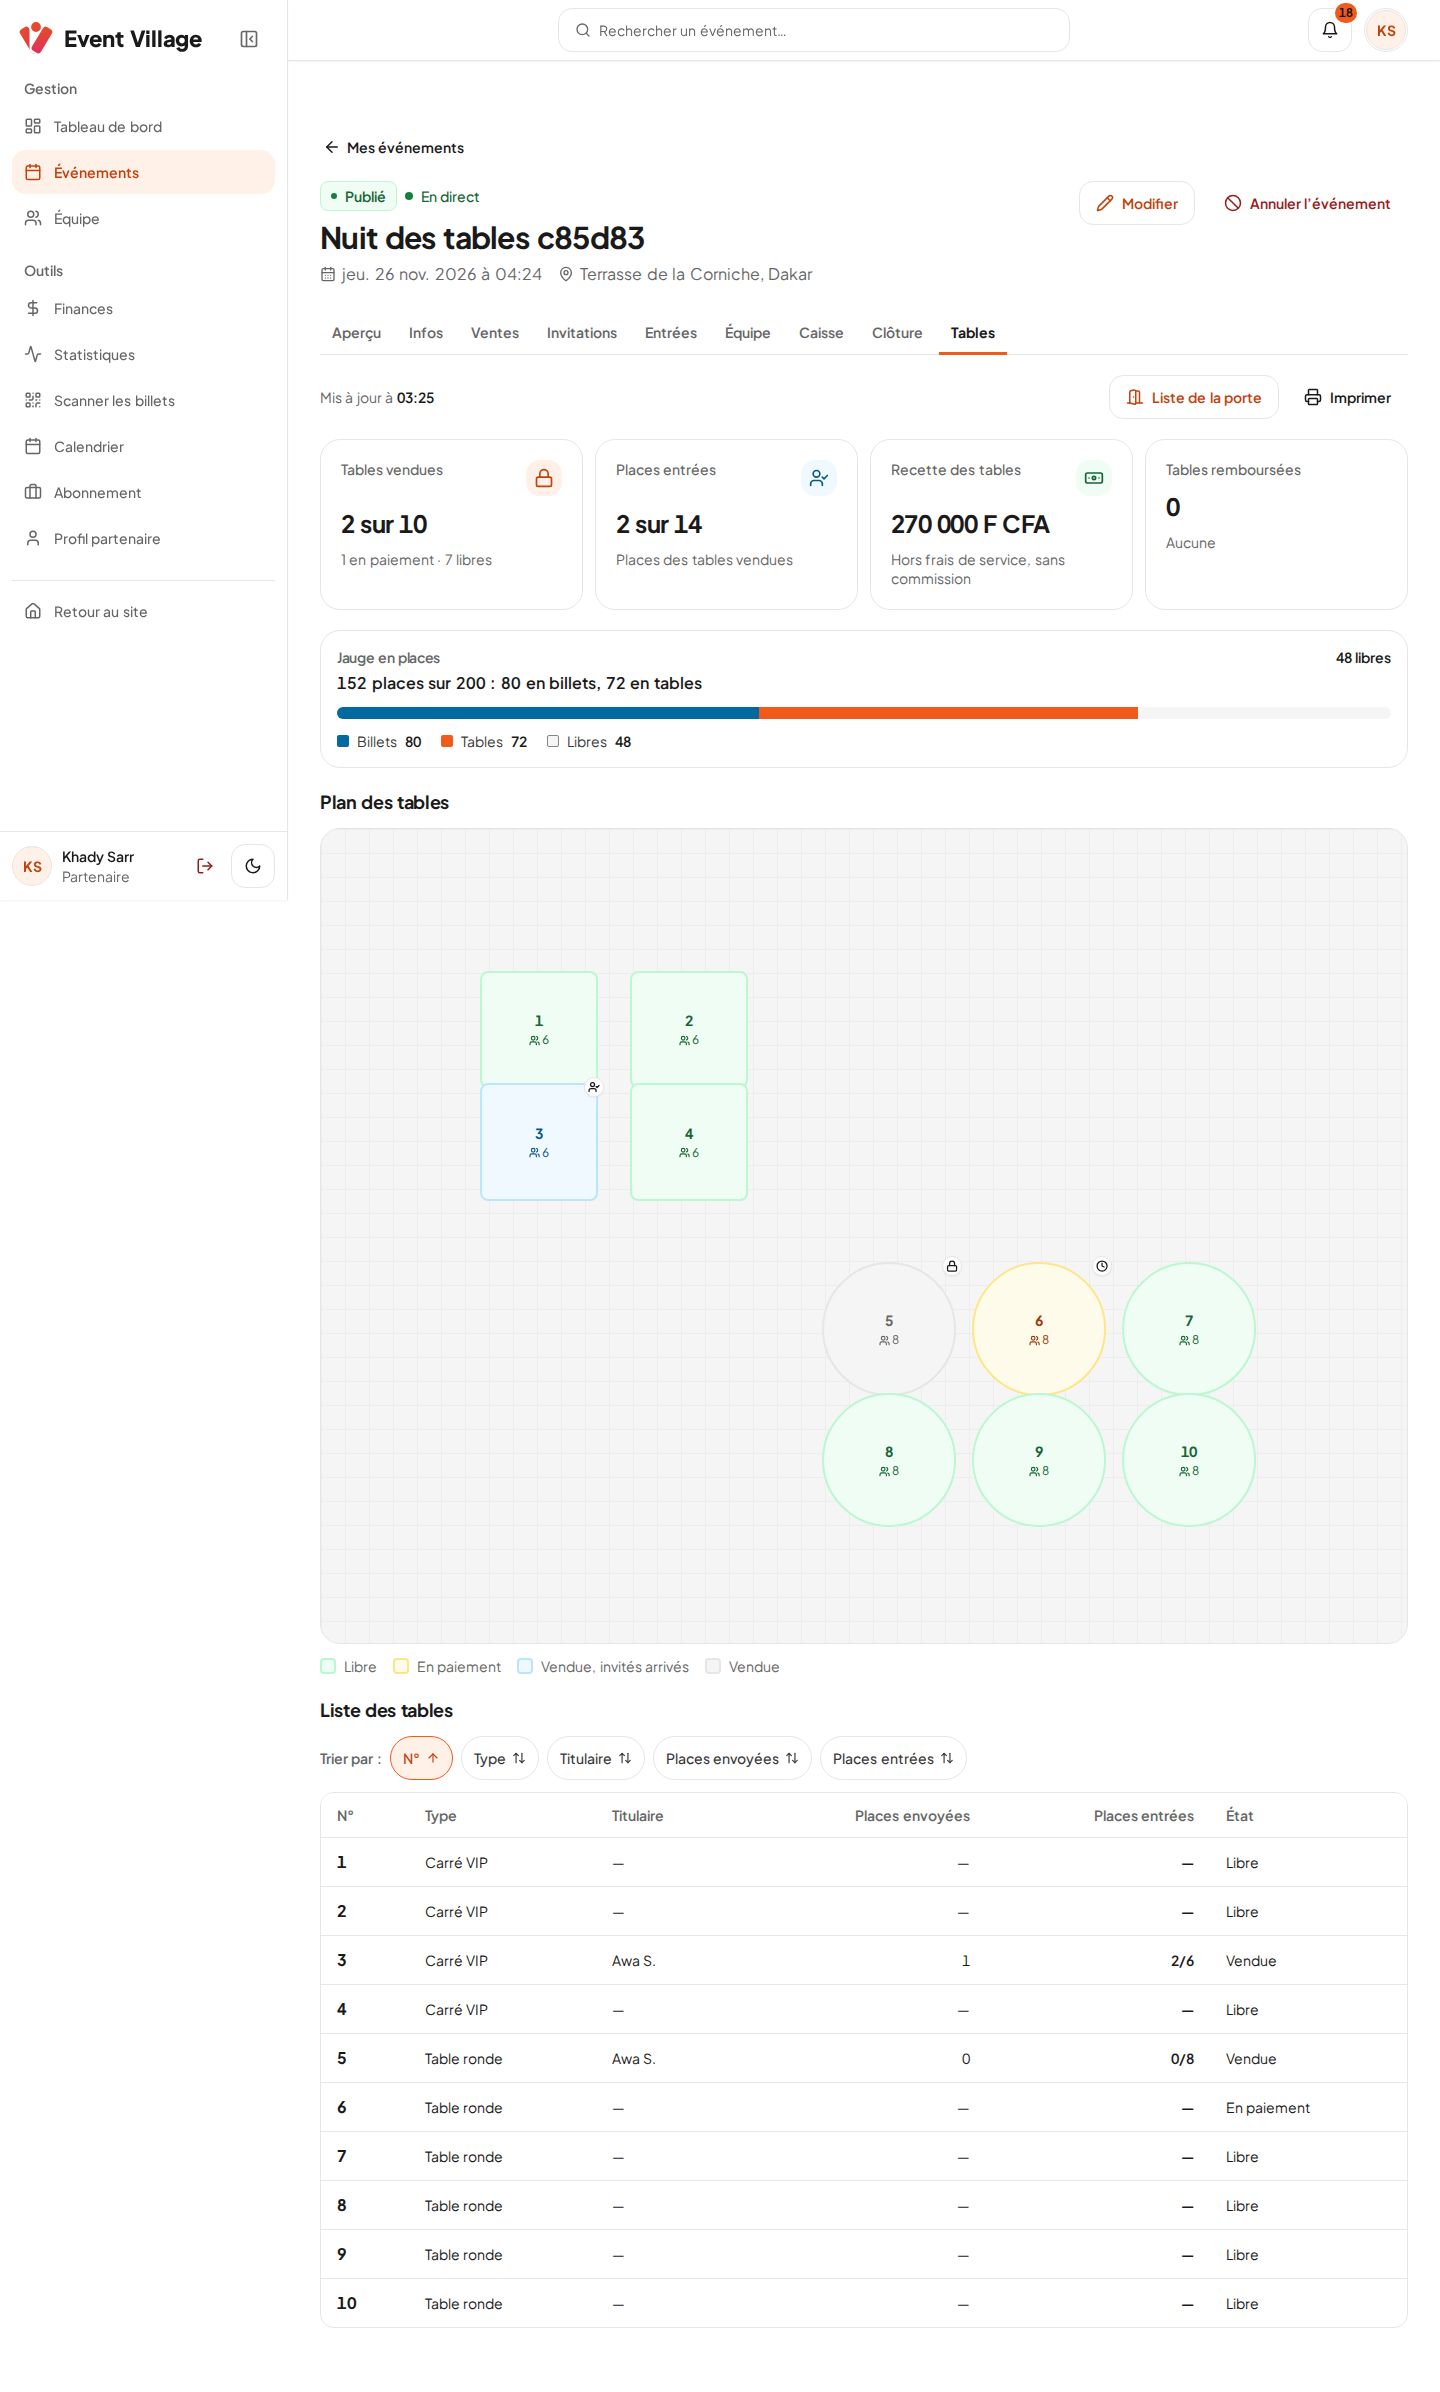 Event Village
Rechercher un événement…
18
KS
Gestion
Tableau de bord
Événements
Équipe
Outils
Finances
Statistiques
Scanner les billets
Calendrier
Abonnement
Profil partenaire
Retour au site
KS
Khady Sarr
Partenaire
Mes événements
Publié
En direct
Modifier
Annuler l'événement
Nuit des tables c85d83
jeu. 26 nov. 2026 à 04:24
Terrasse de la Corniche, Dakar
Aperçu
Infos
Ventes
Invitations
Entrées
Équipe
Caisse
Clôture
Tables
Mis à jour à 03:25
Liste de la porte
Imprimer
Tables vendues
2 sur 10
1 en paiement · 7 libres
Places entrées
2 sur 14
Places des tables vendues
Recette des tables
270 000 F CFA
Hors frais de service, sans
commission
Tables remboursées
0
Aucune
Jauge en places
48 libres
152 places sur 200 : 80 en billets, 72 en tables
Billets 80
Tables 72
Libres 48
Plan des tables
1
6
2
6
3
6
4
6
5
8
6
8
7
8
8
8
9
8
10
8
Libre
En paiement
Vendue, invités arrivés
Vendue
Liste des tables
Trier par :
N°
Type
Titulaire
Places envoyées
Places entrées
N° Type Titulaire Places envoyées Places entrées État
1 Carré VIP — — — Libre
2 Carré VIP — — — Libre
3 Carré VIP Awa S. 1 2/6 Vendue
4 Carré VIP — — — Libre
5 Table ronde Awa S. 0 0/8 Vendue
6 Table ronde — — — En paiement
7 Table ronde — — — Libre
8 Table ronde — — — Libre
9 Table ronde — — — Libre
10 Table ronde — — — Libre